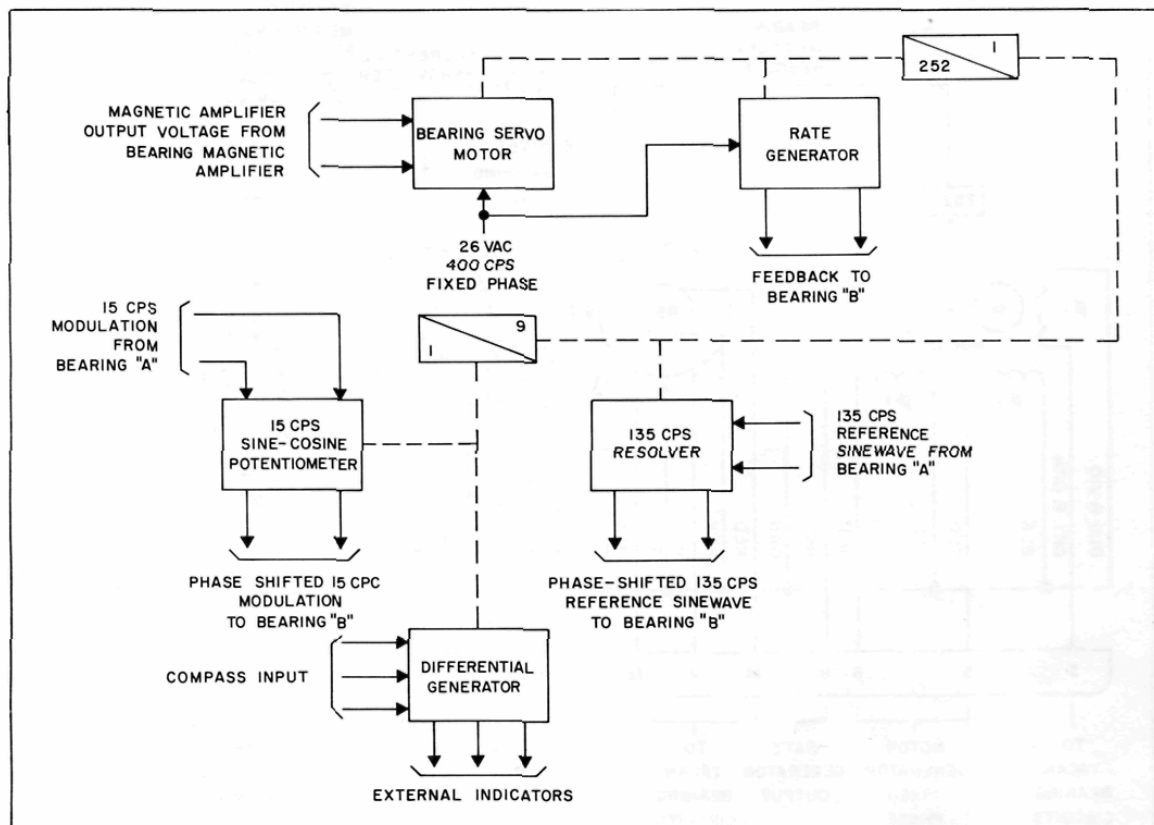 252 1
MAGNETIC AMPLIFIER
OUTPUT VOLTAGE FROM
BEARING MAGNETIC
AMPLIFIER
BEARING SERVO
MOTOR
RATE
GENERATOR
26 VAC
400 CPS
FIXED PHASE
FEEDBACK TO
BEARING "B"
15 CPS
MODULATION
FROM
BEARING "A"
1 9
15 CPS
SINE-COSINE
POTENTIOMETER
135 CPS
RESOLVER
135 CPS
REFERENCE
SINEWAVE FROM
BEARING "A"
PHASE SHIFTED 15 CPC
MODULATION
TO BEARING "B"
PHASE-SHIFTED 135 CPS
REFERENCE SINEWAVE
TO BEARING "B"
COMPASS INPUT
DIFFERENTIAL
GENERATOR
EXTERNAL INDICATORS